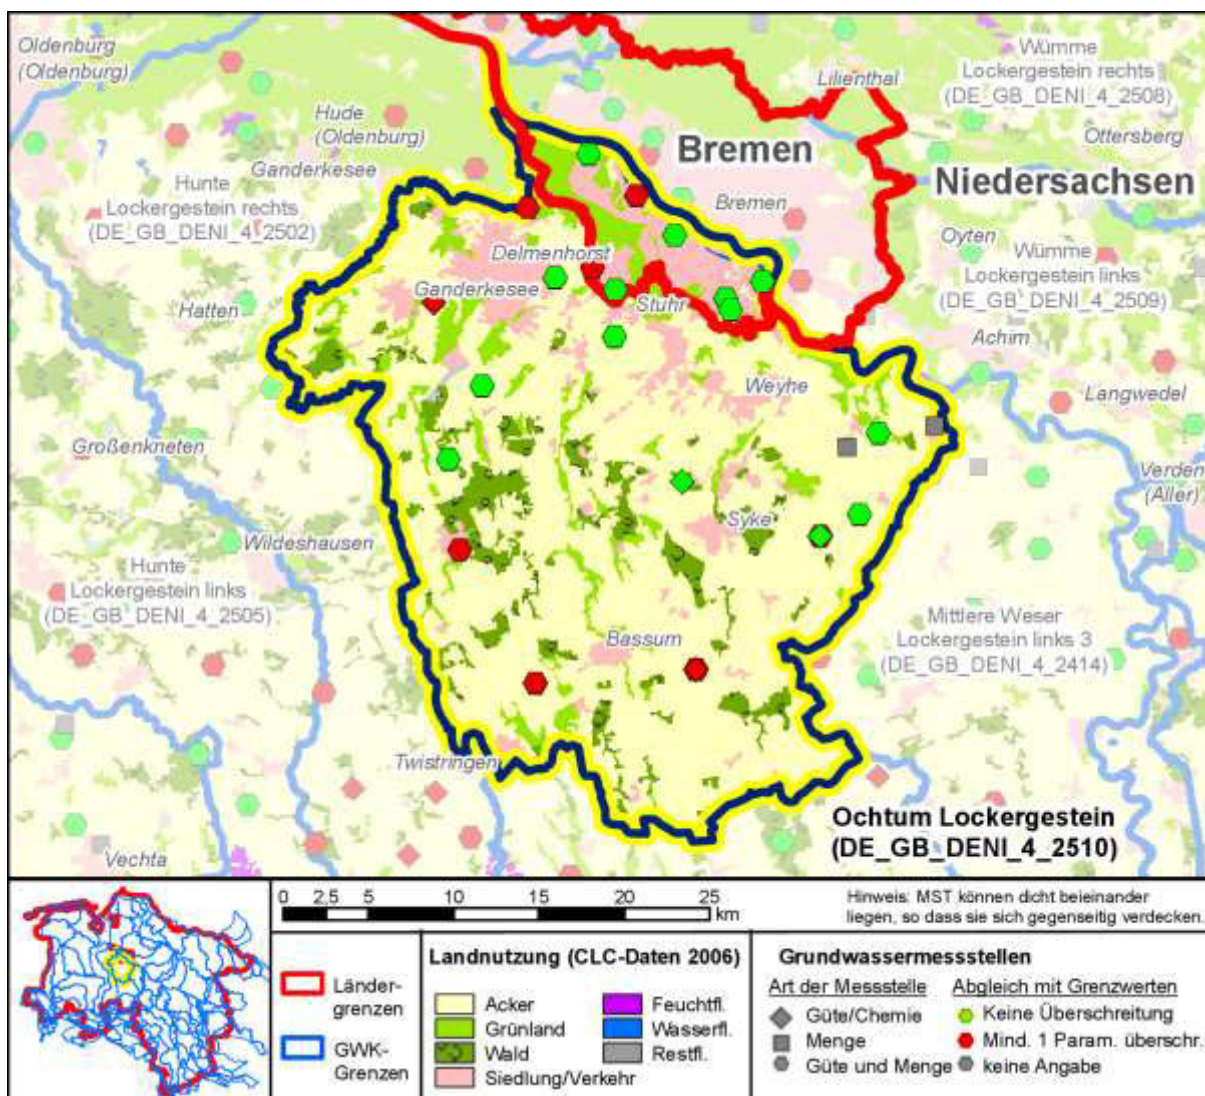 Oldenburg
(Oldenburg)
Hude
(Oldenburg)
Ganderkesee
Hunte
Lockergestein rechts
(DE_GB_DENI_4_2502)
Wümme
Lockergestein rechts
(DE_GB_DENI_4_2508)
Lilienthal
Ottersberg
Bremen
Niedersachsen
Bremen
Oyten
Wümme
Lockergestein links
(DE_GB_DENI_4_2509)
Delmenhorst
Ganderkesee
Stuhr
Hatten
Achim
Weyhe
Langwedel
Großenkneten
Verden
(Aller)
Syke
Wildeshausen
Hunte
Lockergestein links
(DE_GB_DENI_4_2505)
Mittlere Weser
Lockergestein links 3
(DE_GB_DENI_4_2414)
Bassum
Twistringen
Vechta
Ochtum Lockergestein
(DE_GB_DENI_4_2510)
0 2,5 5 10 15 20 25
km
Hinweis: MST können dicht beieinander
liegen, so dass sie sich gegenseitig verdecken.
Länder-
grenzen
GWK-
Grenzen
Landnutzung (CLC-Daten 2006)
Acker
Grünland
Wald
Siedlung/Verkehr
Feuchtfl.
Wasserfl.
Restfl.
Grundwassermessstellen
Art der Messstelle
Güte/Chemie
Menge
Güte und Menge
Abgleich mit Grenzwerten
Keine Überschreitung
Mind. 1 Param. überschr.
keine Angabe